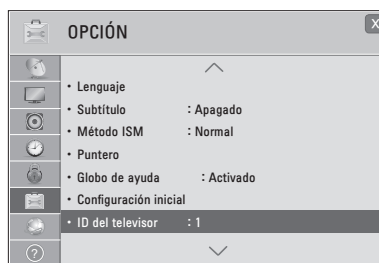 OPCIÓN
X
• Lenguaje
• Subtítulo : Apagado
• Método ISM : Normal
• Puntero
• Globo de ayuda : Activado
• Configuración inicial
• ID del televisor : 1
?